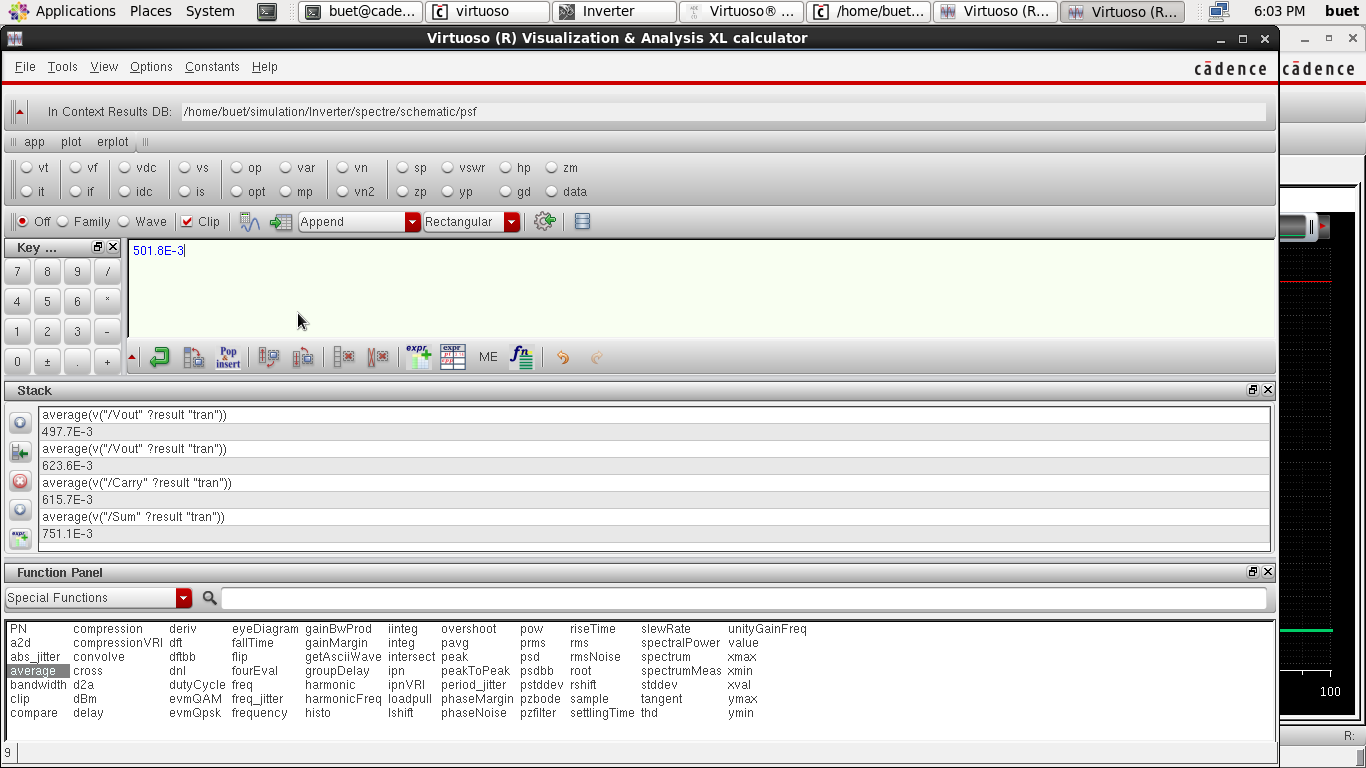 Applications Places System buet@cade... virtuoso Inverter Virtuoso® ... /home/buet... Virtuoso (R... Virtuoso (R... 6:03 PM buet
Virtuoso (R) Visualization & Analysis XL calculator
File Tools View Options Constants Help cādence cādence
In Context Results DB: /home/buet/simulation/Inverter/spectre/schematic/psf
app plot erplot
vt vf vdc vs op var vn sp vswr hp zm
it if idc is opt mp vn2 zp yp gd data
Off Family Wave Clip Append Rectangular
Key ...
501.8E-3
7 8 9 /
4 5 6 *
1 2 3 -
0 ± . +
Pop insert expr expr ME fn
Stack
average(v("/Vout" ?result "tran"))
497.7E-3
average(v("/Vout" ?result "tran"))
623.6E-3
average(v("/Carry" ?result "tran"))
615.7E-3
average(v("/Sum" ?result "tran"))
751.1E-3
expr
Function Panel
Special Functions
PN compression deriv eyeDiagram gainBwProd iinteg overshoot pow riseTime slewRate unityGainFreq
a2d compressionVRI dft fallTime gainMargin integ pavg prms rms spectralPower value
abs_jitter convolve dftbb flip getAsciiWave intersect peak psd rmsNoise spectrum xmax
average cross dnl fourEval groupDelay ipn peakToPeak psdbb root spectrumMeas xmin
bandwidth d2a dutyCycle freq harmonic ipnVRI period_jitter pstddev rshift stddev xval
clip dBm evmQAM freq_jitter harmonicFreq loadpull phaseMargin pzbode sample tangent ymax
compare delay evmQpsk frequency histo lshift phaseNoise pzfilter settlingTime thd ymin
100
R:
9